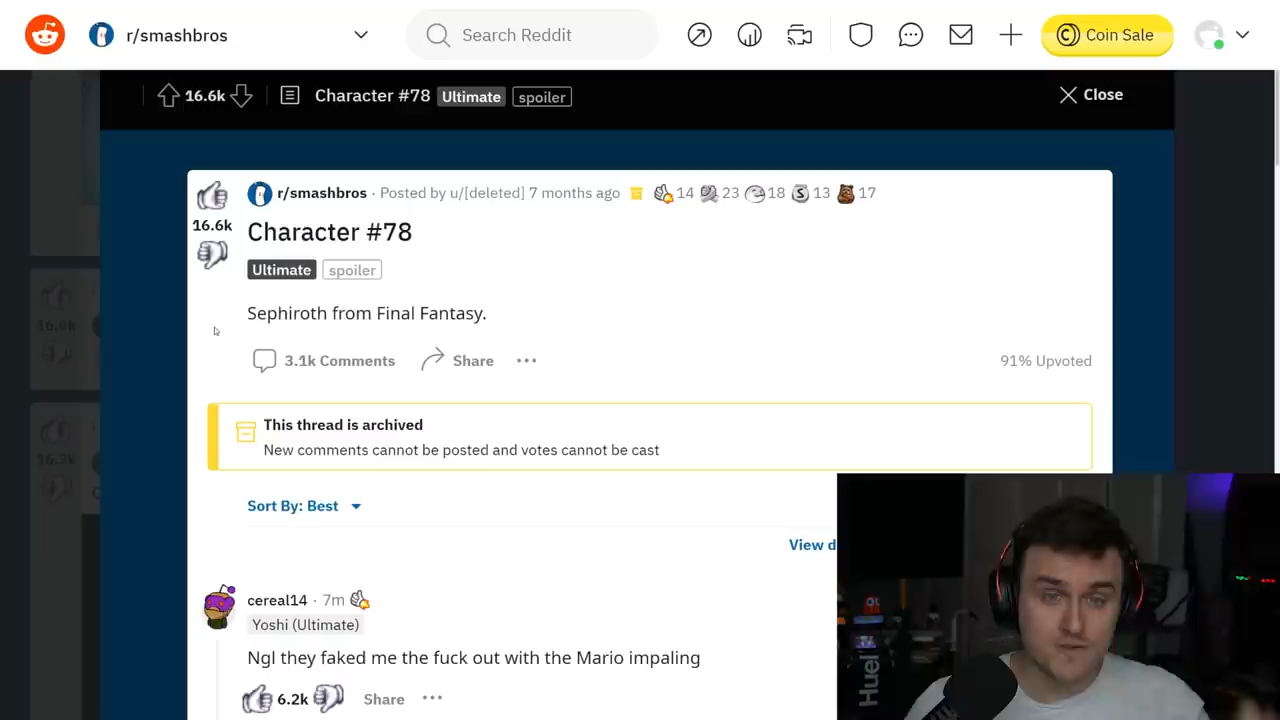 r/smashbros
Search Reddit
Coin Sale
16.6k
Character #78 Ultimate spoiler
Close
r/smashbros · Posted by u/[deleted] 7 months ago 14 23 18 S 13 17
16.6k
Character #78
Ultimate spoiler
Sephiroth from Final Fantasy.
3.1k Comments Share ••• 91% Upvoted
This thread is archived
New comments cannot be posted and votes cannot be cast
Sort By: Best
View d
cereal14 · 7m
Yoshi (Ultimate)
Ngl they faked me the fuck out with the Mario impaling
6.2k Share •••
Huel